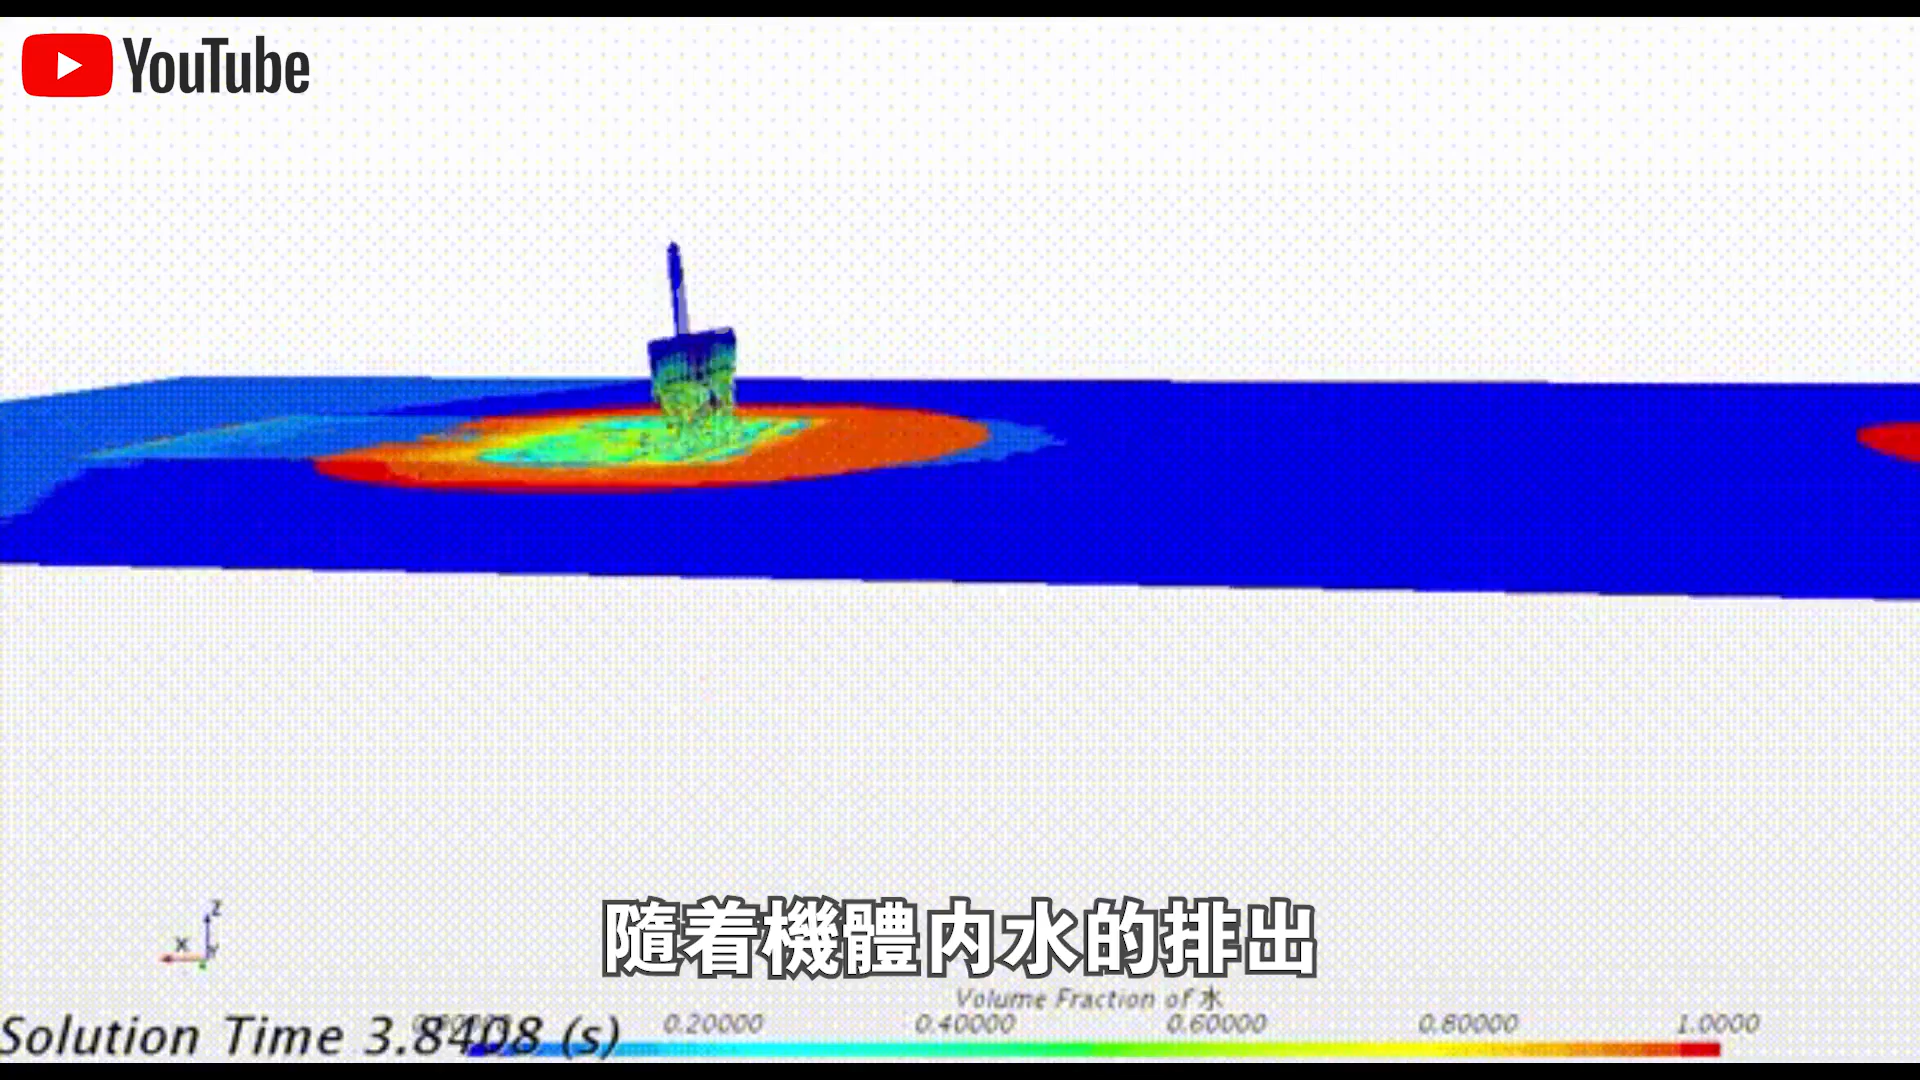 YouTube
Z
X
Y
隨着機體内水的排出
Volume Fraction of 水
0.20000 0.40000 0.60000 0.80000 1.0000
Solution Time 3.8408 (s)